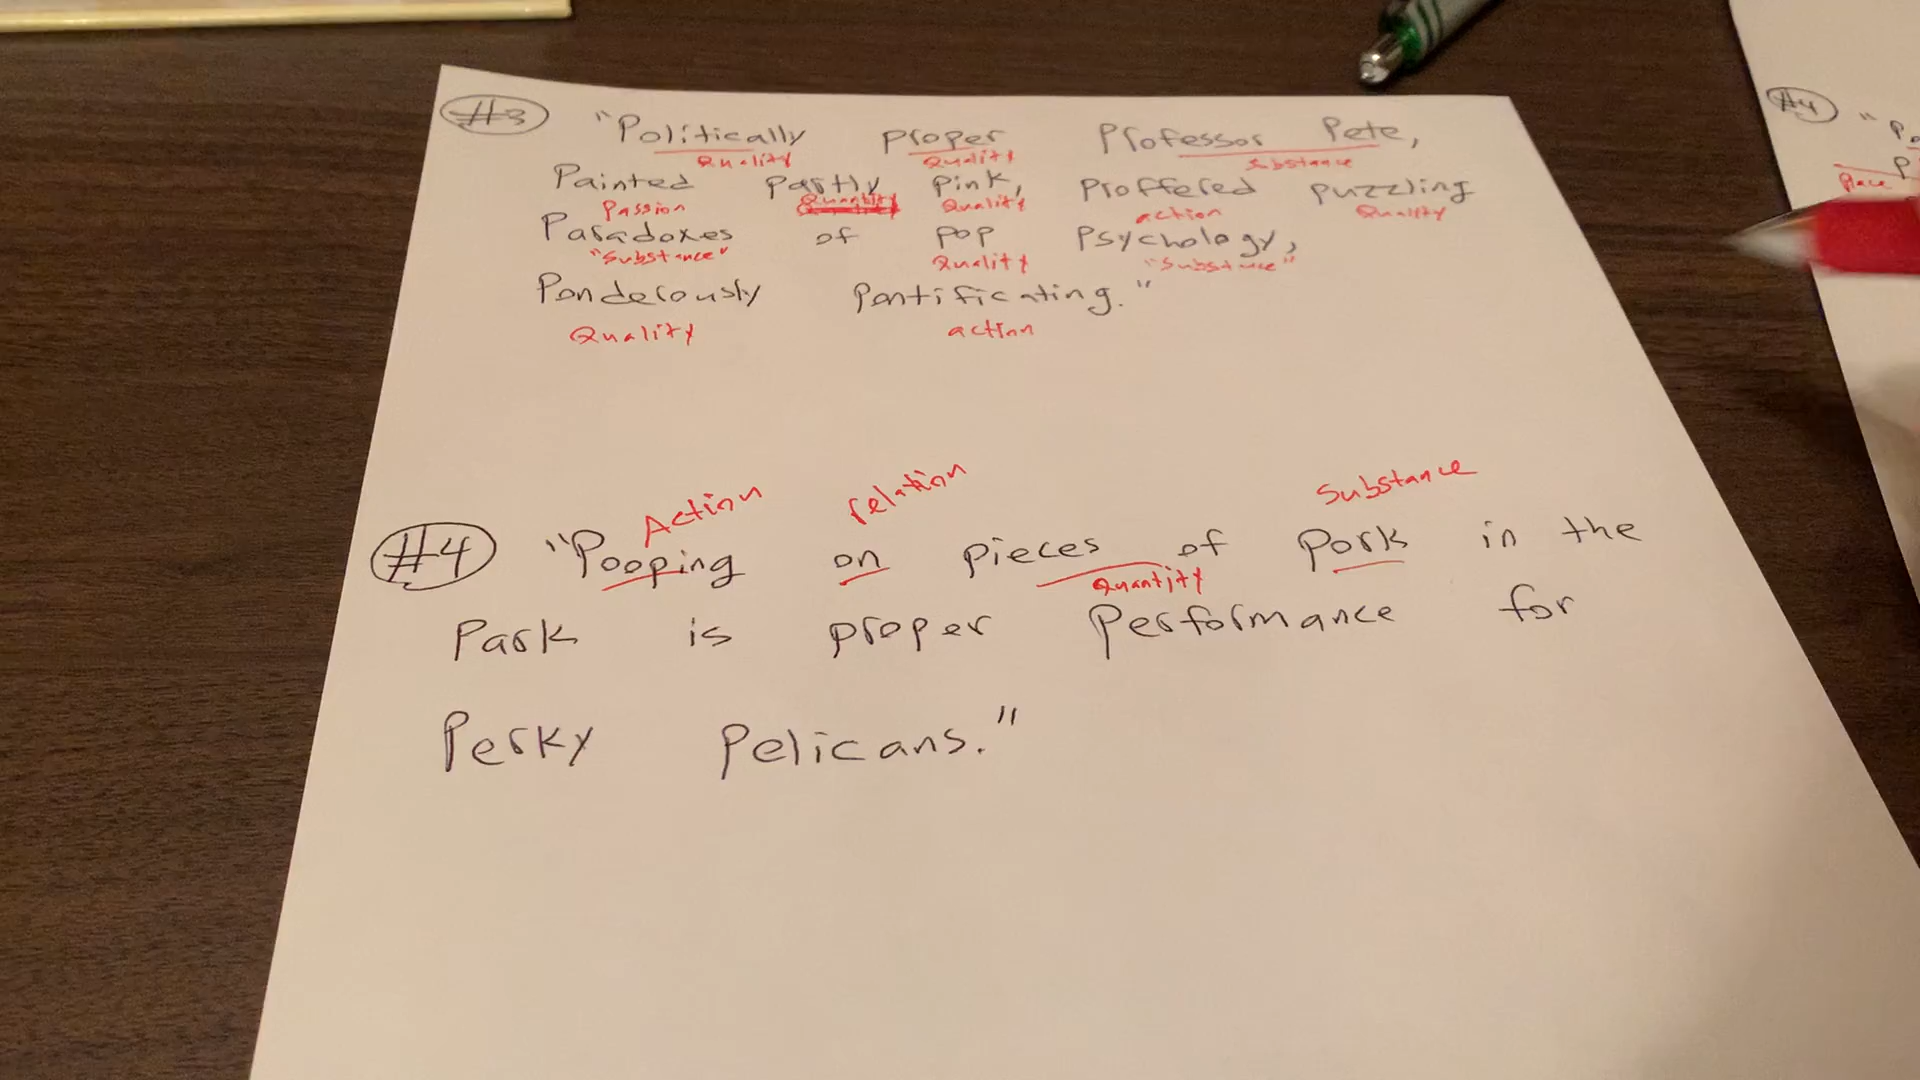 #3 "Politically proper Professor Pete,
Quality Quality Substance
Painted partly pink, proffered puzzling
Passion Quantity Quality action Quality
Paradoxes of pop psychology,
"Substance" Quality "Substance"
Ponderously pontificating."
Quality action
Action relation Substance
#4 "Pooping on pieces of pork in the
Quantity
Park is proper performance for
Perky pelicans."
#4 "
Place